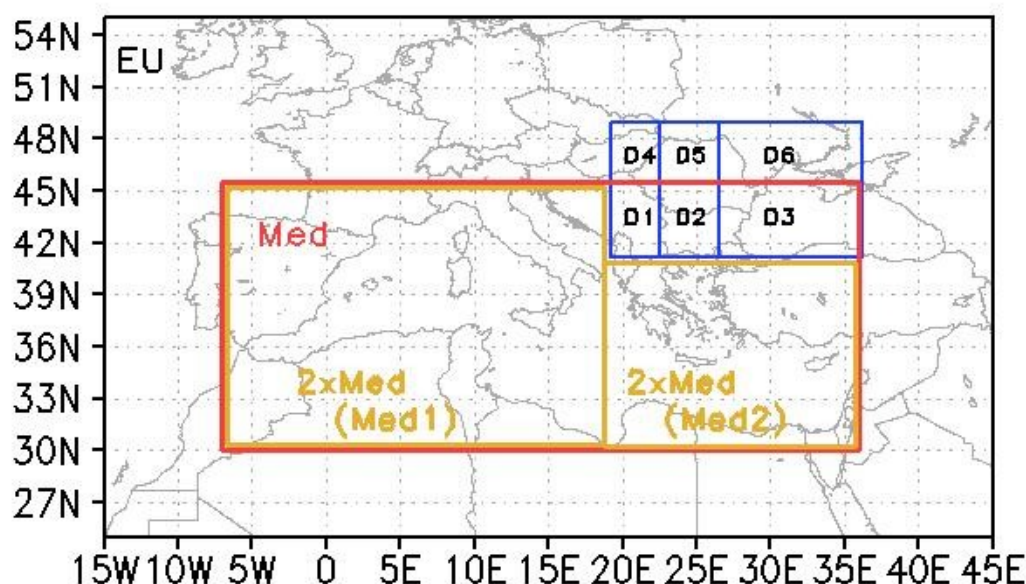 54N
EU
51N
48N
D4 D5 D6
45N
D1 D2 D3
Med
42N
39N
36N
2xMed
(Med1)
2xMed
(Med2)
33N
30N
27N
15W 10W 5W 0 5E 10E 15E 20E 25E 30E 35E 40E 45E